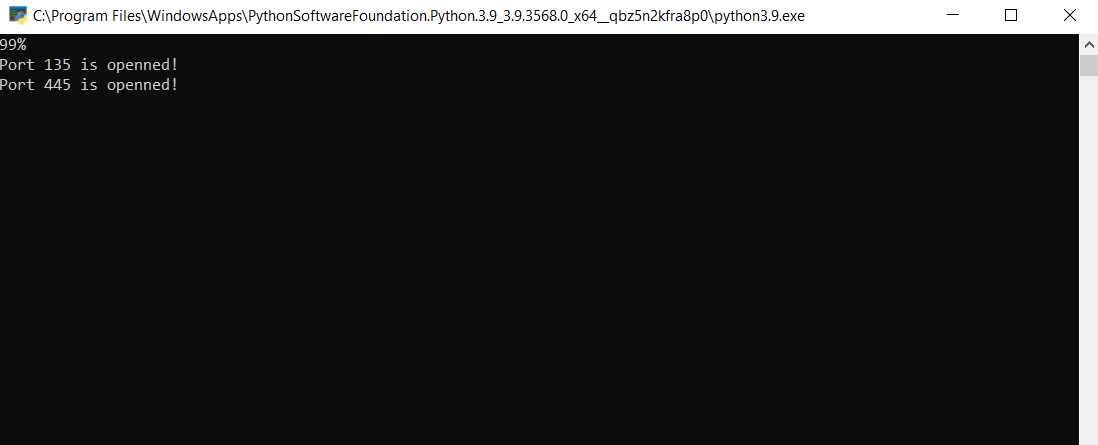 C:\Program Files\WindowsApps\PythonSoftwareFoundation.Python.3.9_3.9.3568.0_x64__qbz5n2kfra8p0\python3.9.exe
99%
Port 135 is openned!
Port 445 is openned!